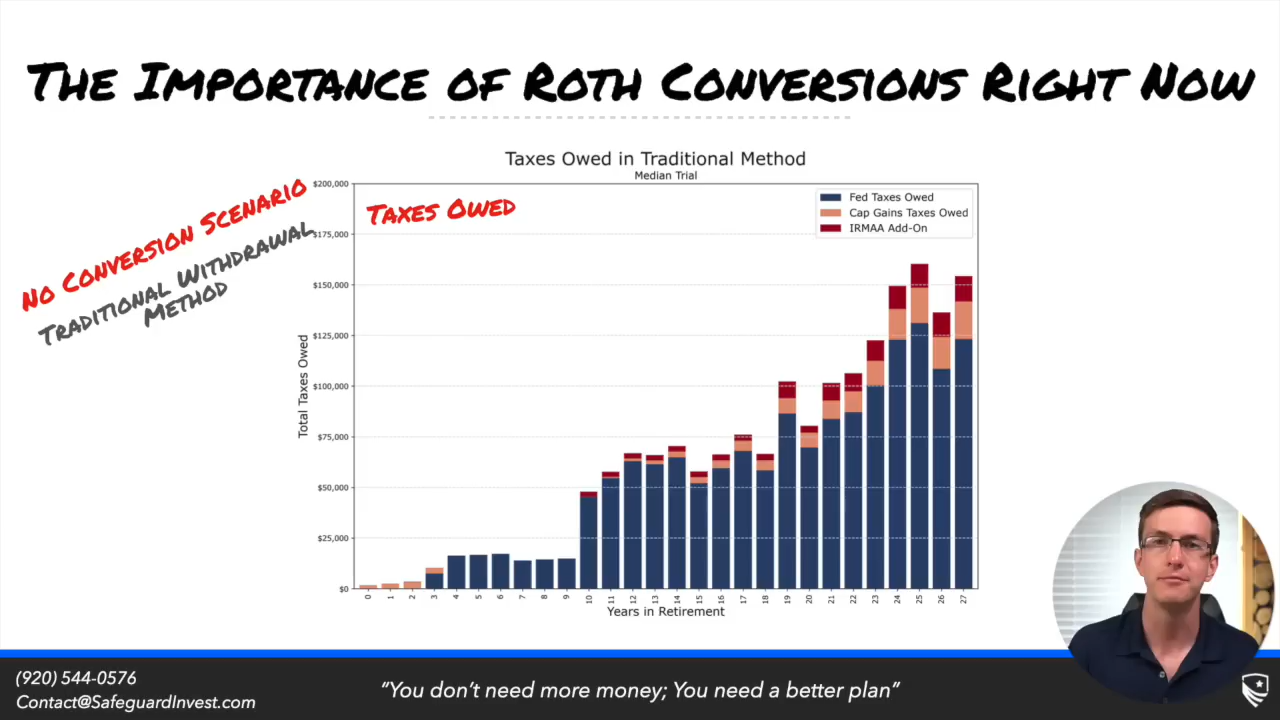 The Importance of Roth Conversions Right Now
No Conversion Scenario
Traditional Withdrawal
Method
Taxes Owed in Traditional Method
Median Trial
Taxes Owed
Fed Taxes Owed
Cap Gains Taxes Owed
IRMAA Add-On
Total Taxes Owed
$200,000
$175,000
$150,000
$125,000
$100,000
$75,000
$50,000
$25,000
$0
0 1 2 3 4 5 6 7 8 9 10 11 12 13 14 15 16 17 18 19 20 21 22 23 24 25 26 27
Years in Retirement
(920) 544-0576
Contact@SafeguardInvest.com
"You don't need more money; You need a better plan"